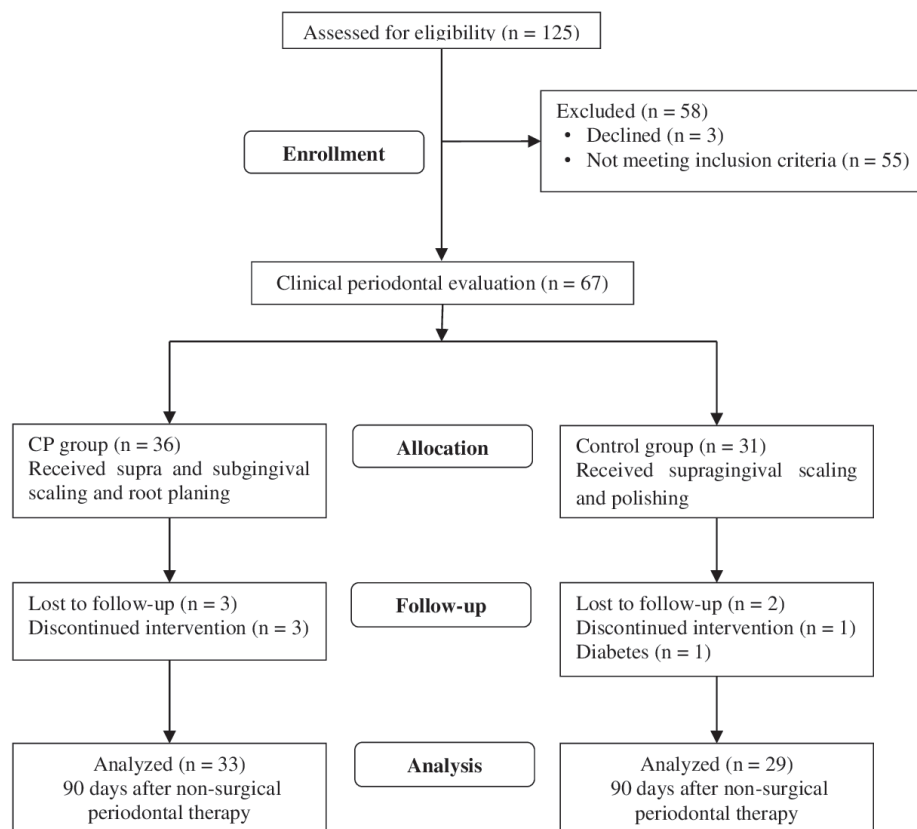 Assessed for eligibility (n = 125)
Excluded (n = 58)
• Declined (n = 3)
• Not meeting inclusion criteria (n = 55)
Enrollment
Clinical periodontal evaluation (n = 67)
CP group (n = 36)
Received supra and subgingival
scaling and root planing
Allocation
Control group (n = 31)
Received supragingival scaling
and polishing
Lost to follow-up (n = 3)
Discontinued intervention (n = 3)
Follow-up
Lost to follow-up (n = 2)
Discontinued intervention (n = 1)
Diabetes (n = 1)
Analyzed (n = 33)
90 days after non-surgical
periodontal therapy
Analysis
Analyzed (n = 29)
90 days after non-surgical
periodontal therapy